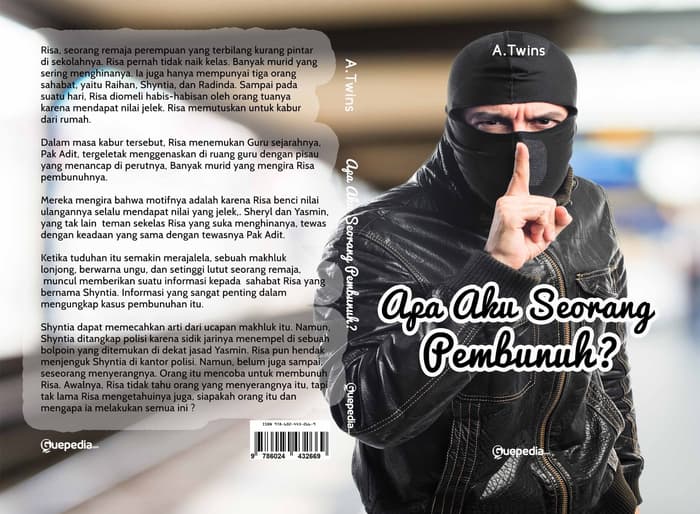 Risa, seorang remaja perempuan yang terbilang kurang pintar
di sekolahnya. Risa pernah tidak naik kelas. Banyak murid yang
sering menghinanya. Ia juga hanya mempunyai tiga orang
sahabat, yaitu Raihan, Shyntia, dan Radinda. Sampai pada
suatu hari, Risa diomeli habis-habisan oleh orang tuanya
karena mendapat nilai jelek. Risa memutuskan untuk kabur
dari rumah.
Dalam masa kabur tersebut, Risa menemukan Guru sejarahnya,
Pak Adit, tergeletak menggenaskan di ruang guru dengan pisau
yang menancap di perutnya, Banyak murid yang mengira Risa
pembunuhnya.
Mereka mengira bahwa motifnya adalah karena Risa benci nilai
ulangannya selalu mendapat nilai yang jelek,. Sheryl dan Yasmin,
yang tak lain  teman sekelas Risa yang suka menghinanya, tewas
dengan keadaan yang sama dengan tewasnya Pak Adit.
Ketika tuduhan itu semakin merajalela, sebuah makhluk
lonjong, berwarna ungu, dan setinggi lutut seorang remaja,
muncul memberikan suatu informasi kepada  sahabat Risa yang
bernama Shyntia. Informasi yang sangat penting dalam
mengungkap kasus pembunuhan itu.
Shyntia dapat memecahkan arti dari ucapan makhluk itu. Namun,
Shyntia ditangkap polisi karena sidik jarinya menempel di sebuah
bolpoin yang ditemukan di dekat jasad Yasmin. Risa pun hendak
menjenguk Shyntia di kantor polisi. Namun, belum juga sampai,
seseorang menyerangnya. Orang itu mencoba untuk membunuh
Risa. Awalnya, Risa tidak tahu orang yang menyerangnya itu, tapi
tak lama Risa mengetahuinya juga, siapakah orang itu dan
mengapa ia melakukan semua ini ?
Guepedia
ISBN 978-602-443-266-9
9 786024 432669
A.Twins
Apa Aku Seorang Pembunuh?
Guepedia
A.Twins
Apa Aku Seorang
Pembunuh?
Guepedia